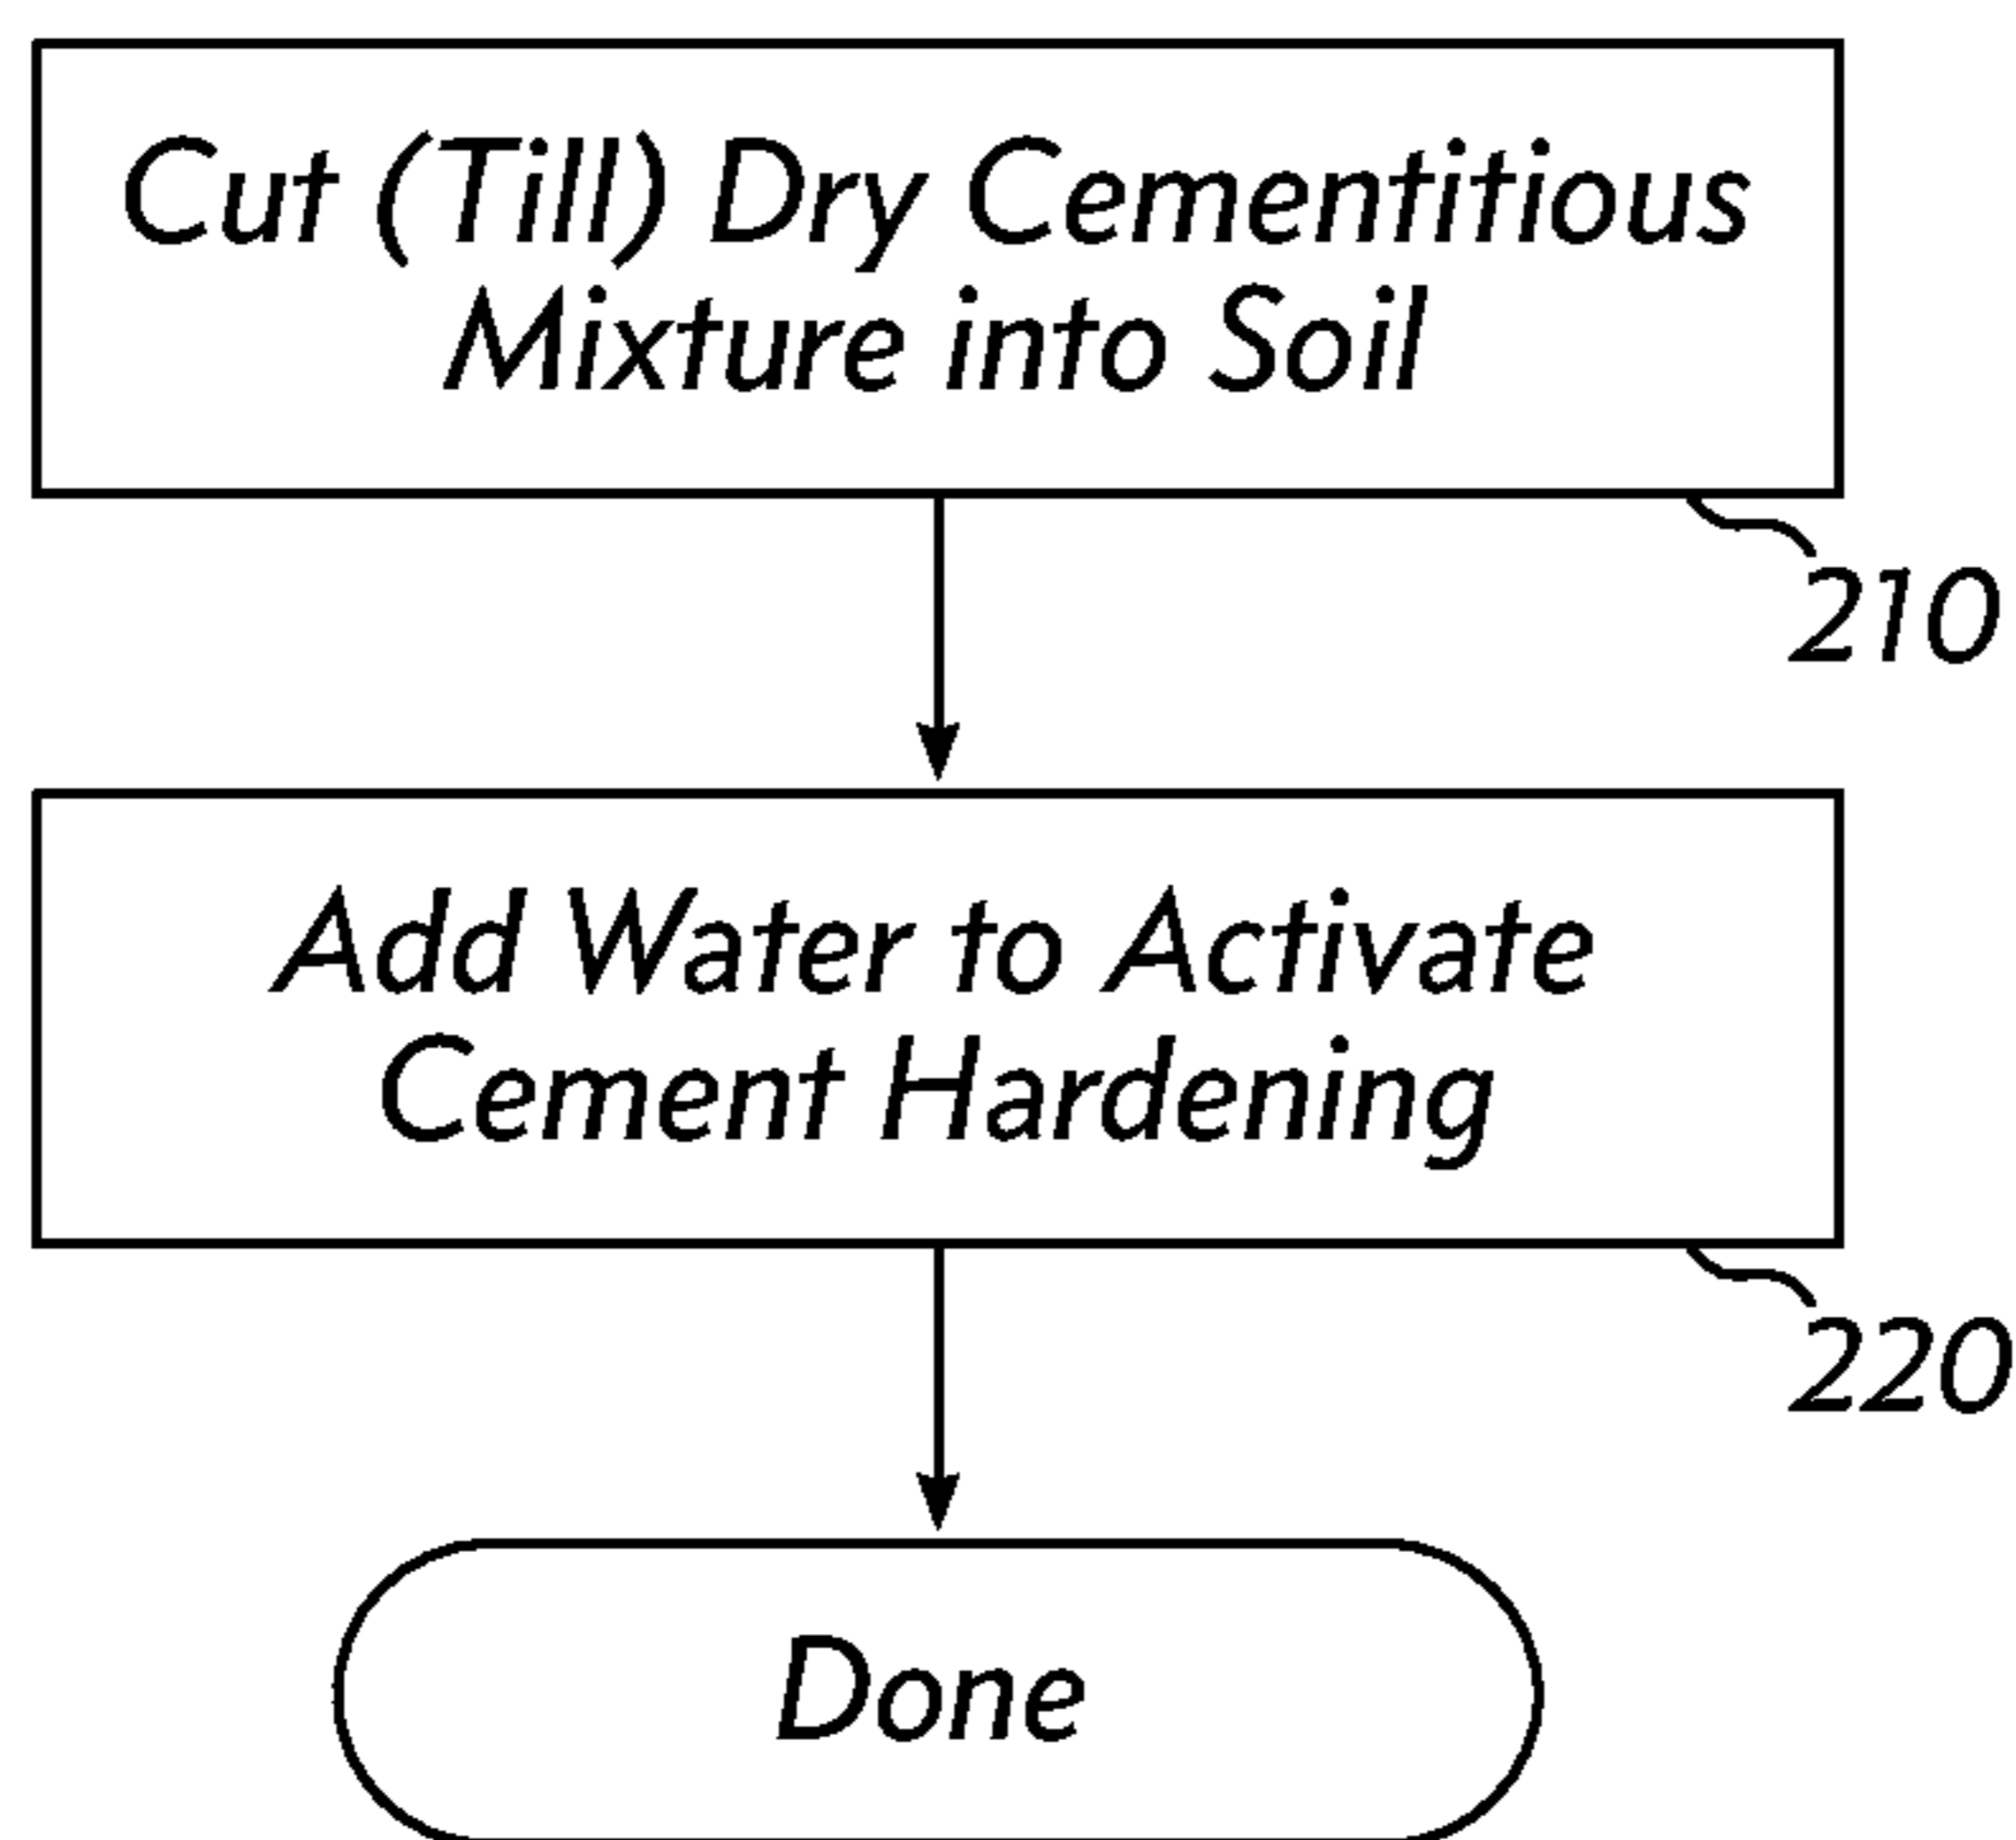 Cut (Till) Dry Cementitious
Mixture into Soil
210
Add Water to Activate
Cement Hardening
220
Done